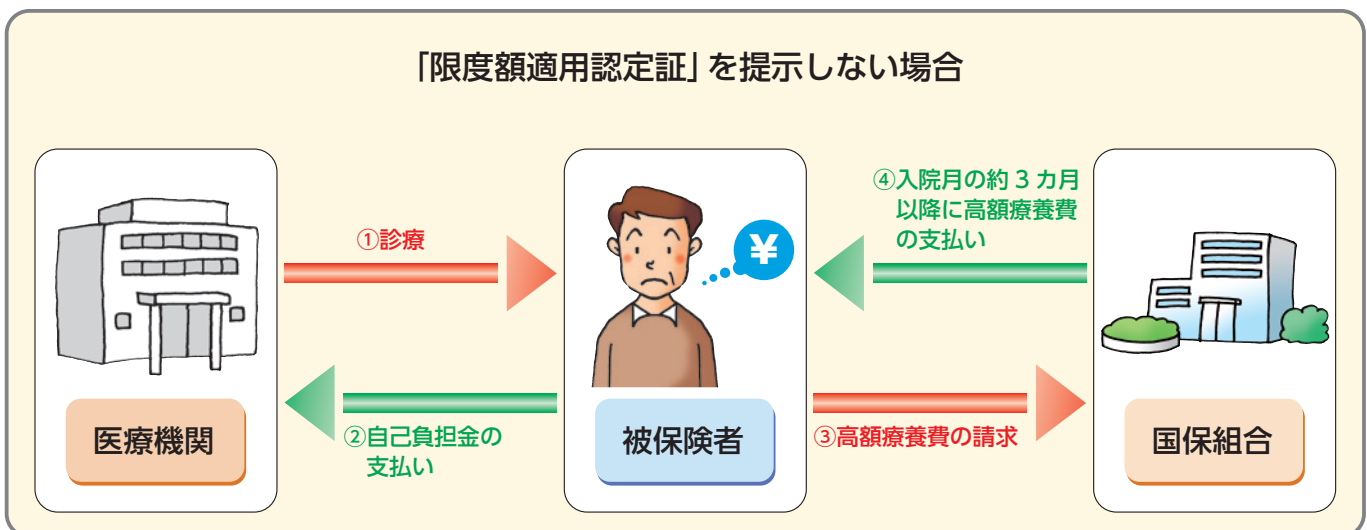 「限度額適用認定証」を提示しない場合
①診療
②自己負担金の
支払い
③高額療養費の請求
④入院月の約3カ月
以降に高額療養費
の支払い
¥
医療機関
被保険者
国保組合